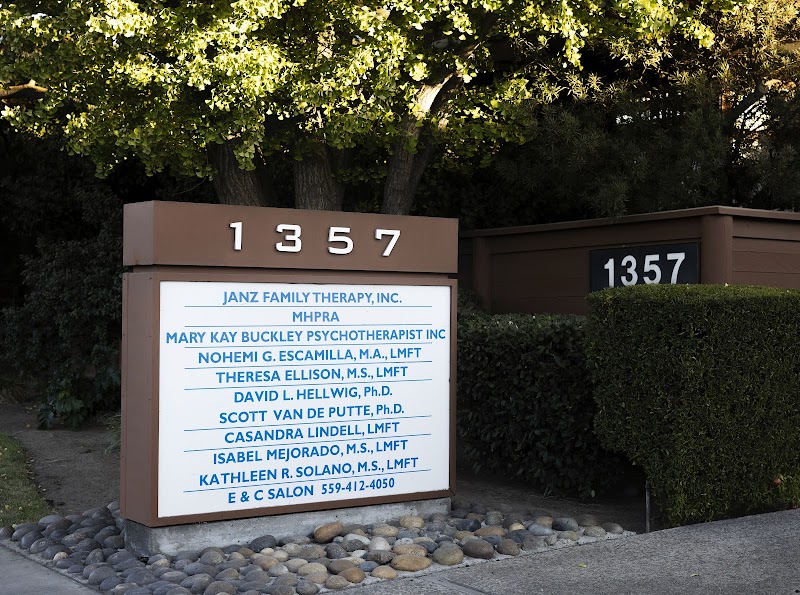 1357
1357
JANZ FAMILY THERAPY, INC.
MHPRA
MARY KAY BUCKLEY PSYCHOTHERAPIST INC
NOHEMI G. ESCAMILLA, M.A., LMFT
THERESA ELLISON, M.S., LMFT
DAVID L. HELLWIG, Ph.D.
SCOTT VAN DE PUTTE, Ph.D.
CASANDRA LINDELL, LMFT
ISABEL MEJORADO, M.S., LMFT
KATHLEEN R. SOLANO, M.S., LMFT
E & C SALON 559-412-4050